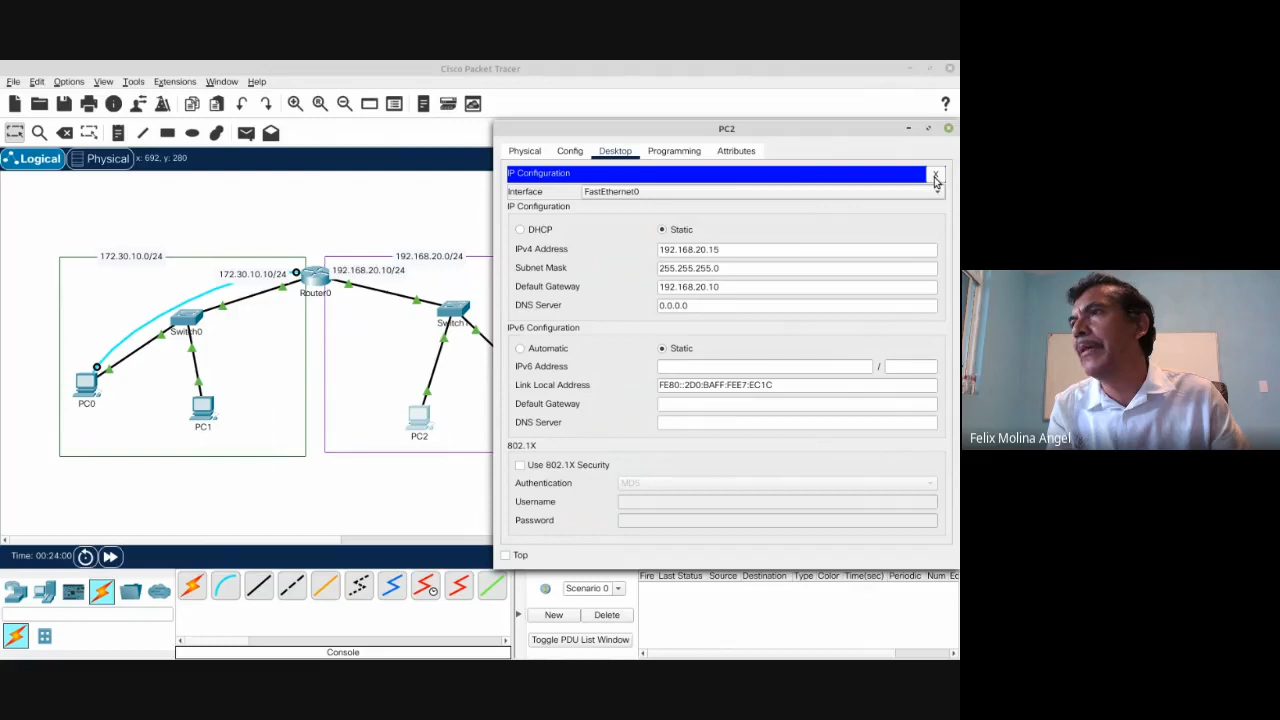 Cisco Packet Tracer
File Edit Options View Tools Extensions Window Help
?
Logical Physical x: 692, y: 280
172.30.10.0/24
172.30.10.10/24
192.168.20.0/24
192.168.20.10/24
Router0
Switch0
Switch1
PC0
PC1
PC2
Time: 00:24:00
PC2
Physical Config Desktop Programming Attributes
IP Configuration X
Interface FastEthernet0
IP Configuration
DHCP Static
IPv4 Address 192.168.20.15
Subnet Mask 255.255.255.0
Default Gateway 192.168.20.10
DNS Server 0.0.0.0
IPv6 Configuration
Automatic Static
IPv6 Address /
Link Local Address FE80::2D0:BAFF:FEE7:EC1C
Default Gateway
DNS Server
802.1X
Use 802.1X Security
Authentication MD5
Username
Password
Top
Scenario 0
New Delete
Toggle PDU List Window
Fire Last Status Source Destination Type Color Time(sec) Periodic Num
Console
Felix Molina Angel